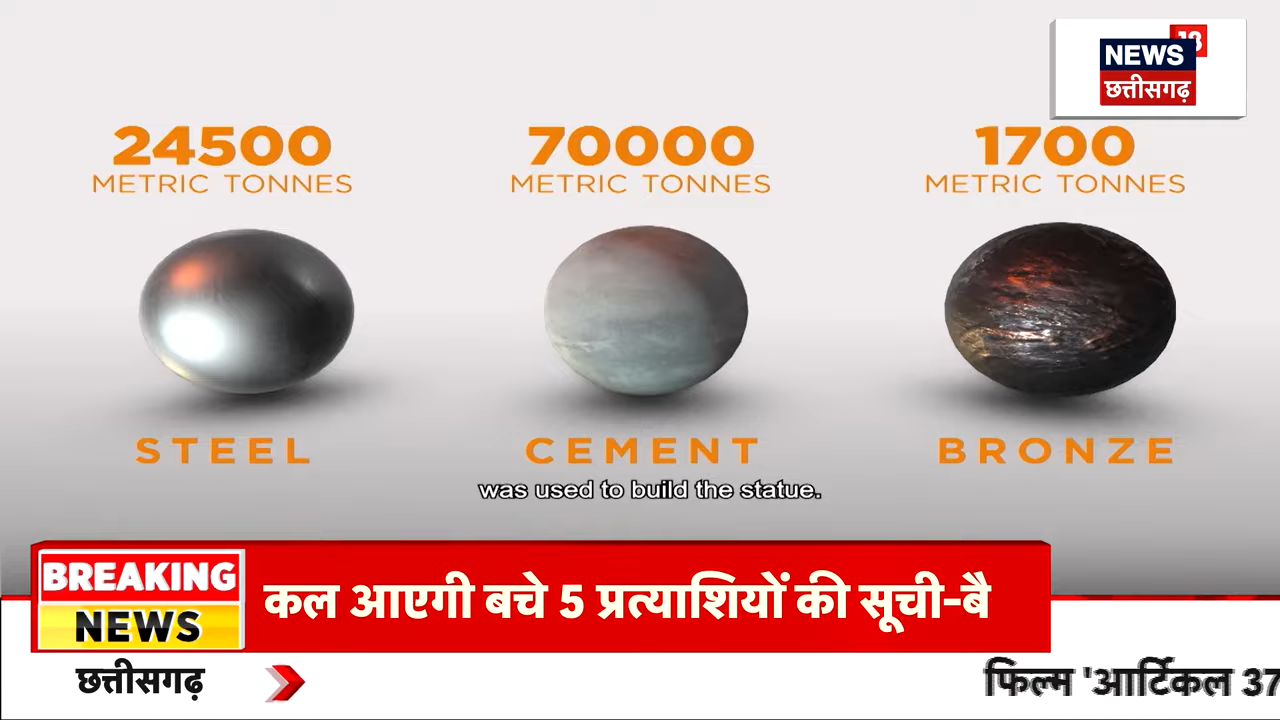 NEWS 18
छत्तीसगढ़
24500
METRIC TONNES
70000
METRIC TONNES
1700
METRIC TONNES
STEEL
CEMENT
BRONZE
was used to build the statue.
BREAKING
NEWS
कल आएगी बचे 5 प्रत्याशियों की सूची-बै
छत्तीसगढ़
फिल्म 'आर्टिकल 37